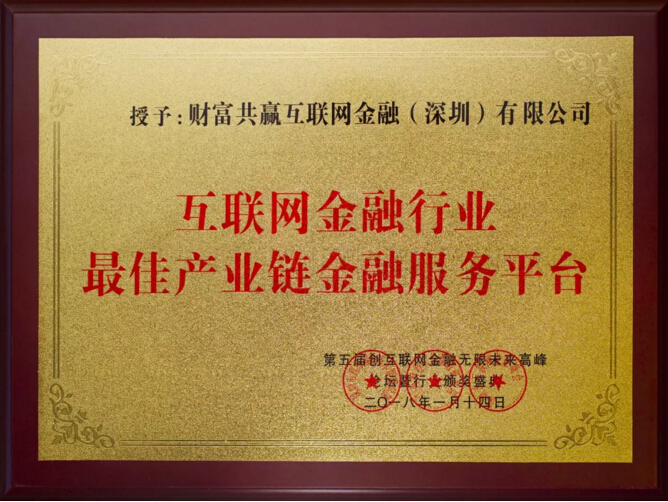 授予:财富共赢互联网金融(深圳)有限公司
互联网金融行业
最佳产业链金融服务平台
第五届创互联网金融无限未来高峰
论坛暨行业颁奖盛典
二〇一八年一月十四日